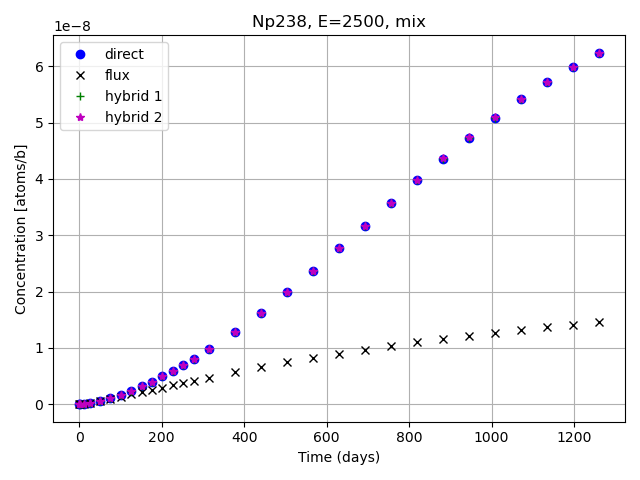 Np238, E=2500, mix
1e−8
direct
flux
hybrid 1
hybrid 2
6
5
4
3
2
1
0
Concentration [atoms/b]
0 200 400 600 800 1000 1200
Time (days)